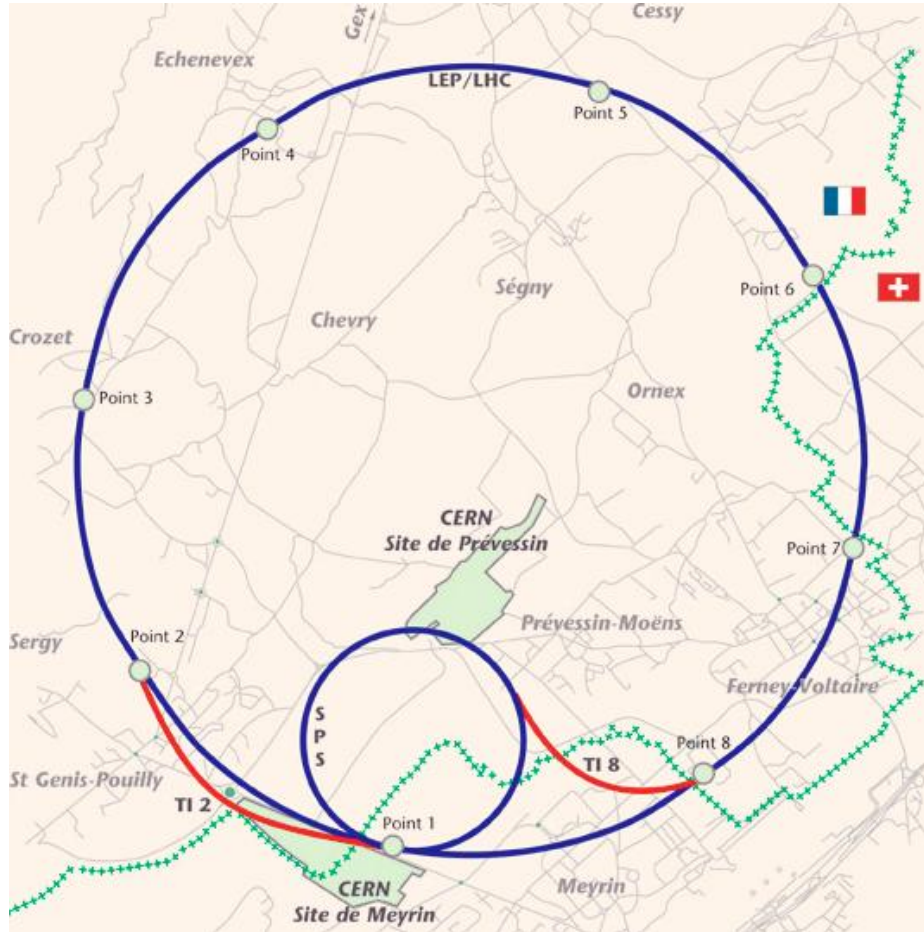 Cessy
Gex
Echenevex
LEP/LHC
Point 5
Point 4
Point 6
Ségny
Chevry
Crozet
Ornex
Point 3
CERN
Site de Prévessin
Point 7
Prévessin-Moëns
Point 2
Sergy
Ferney-Voltaire
S
P
S
Point 8
TI 8
St Genis-Pouilly
TI 2
Point 1
Meyrin
CERN
Site de Meyrin